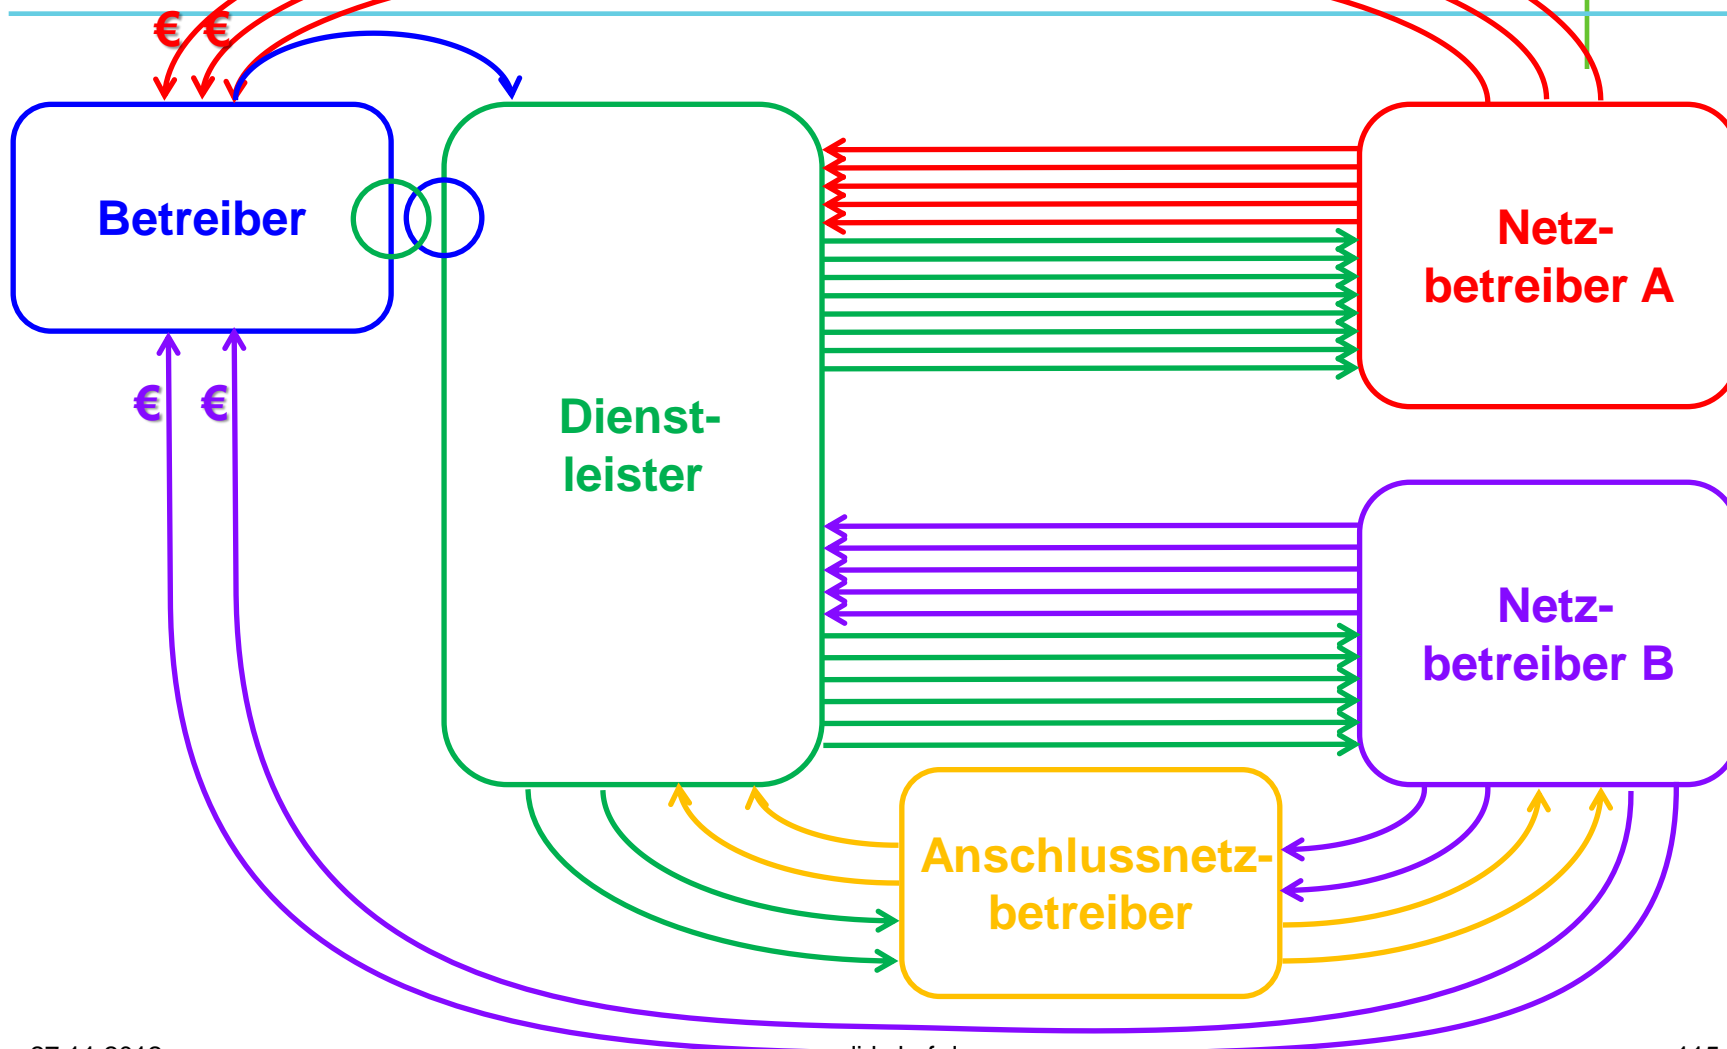 € €
Betreiber
Netz-
betreiber A
€ €
Dienst-
leister
Netz-
betreiber B
Anschlussnetz-
betreiber